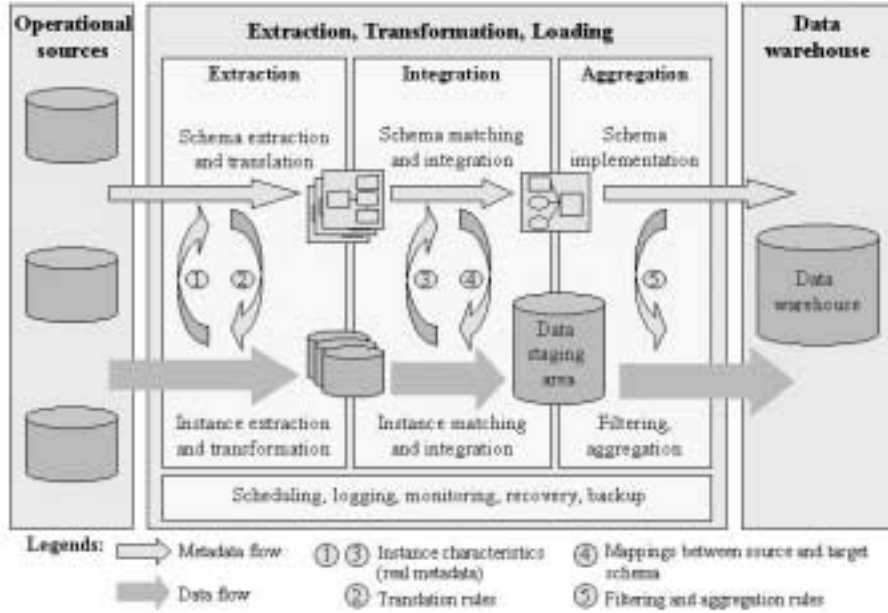 Operational
sources
Extraction, Transformation, Loading
Data
warehouse
Extraction
Integration
Aggregation
Schema extraction
and translation
Schema matching
and integration
Schema
implementation
①
②
③
④
⑤
Data
staging
area
Data
warehouse
Instance extraction
and transformation
Instance matching
and integration
Filtering,
aggregation
Scheduling, logging, monitoring, recovery, backup
Legends:
Metadata flow
① ③ Instance characteristics
(real metadata)
④ Mappings between source and target
schema
Data flow
② Translation rules
⑤ Filtering and aggregation rules